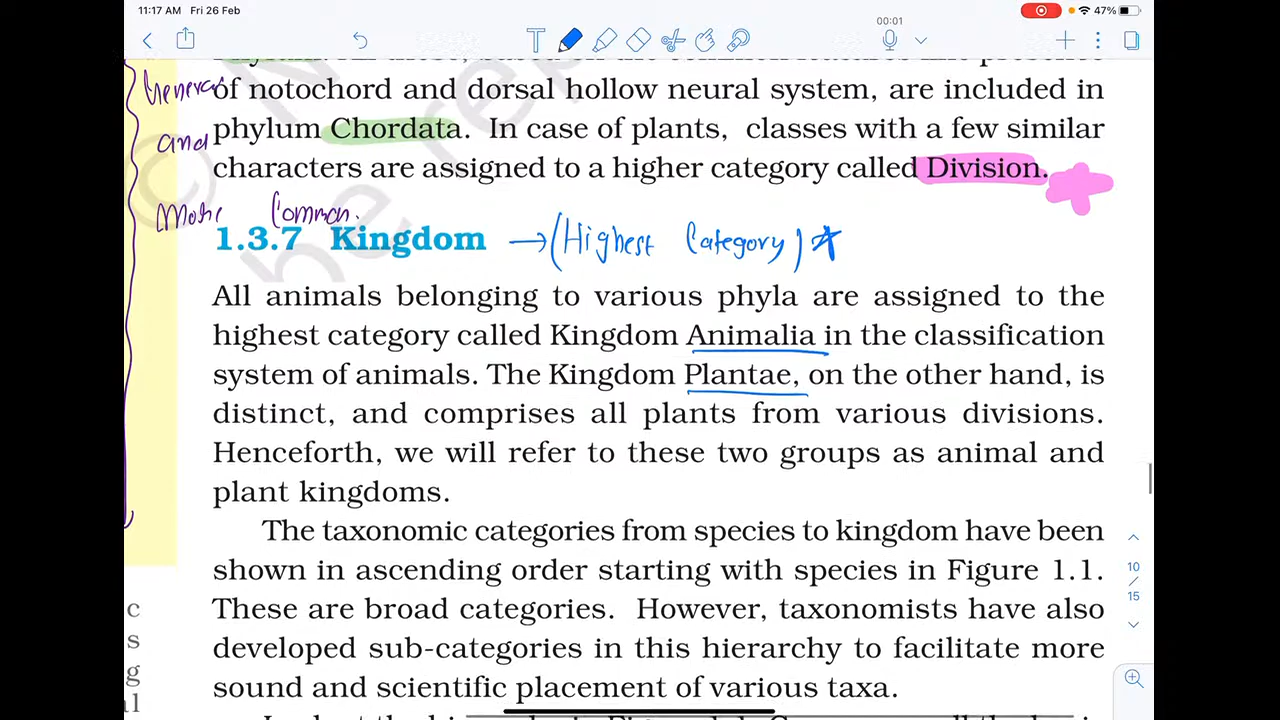 11:17 AM Fri 26 Feb
47%
00:01
of notochord and dorsal hollow neural system, are included in
and
phylum Chordata. In case of plants, classes with a few similar
characters are assigned to a higher category called Division.
More Common.
1.3.7 Kingdom → (Highest Category)
All animals belonging to various phyla are assigned to the
highest category called Kingdom Animalia in the classification
system of animals. The Kingdom Plantae, on the other hand, is
distinct, and comprises all plants from various divisions.
Henceforth, we will refer to these two groups as animal and
plant kingdoms.
The taxonomic categories from species to kingdom have been
shown in ascending order starting with species in Figure 1.1.
These are broad categories. However, taxonomists have also
developed sub-categories in this hierarchy to facilitate more
sound and scientific placement of various taxa.
c
s
g
al
10
/
15